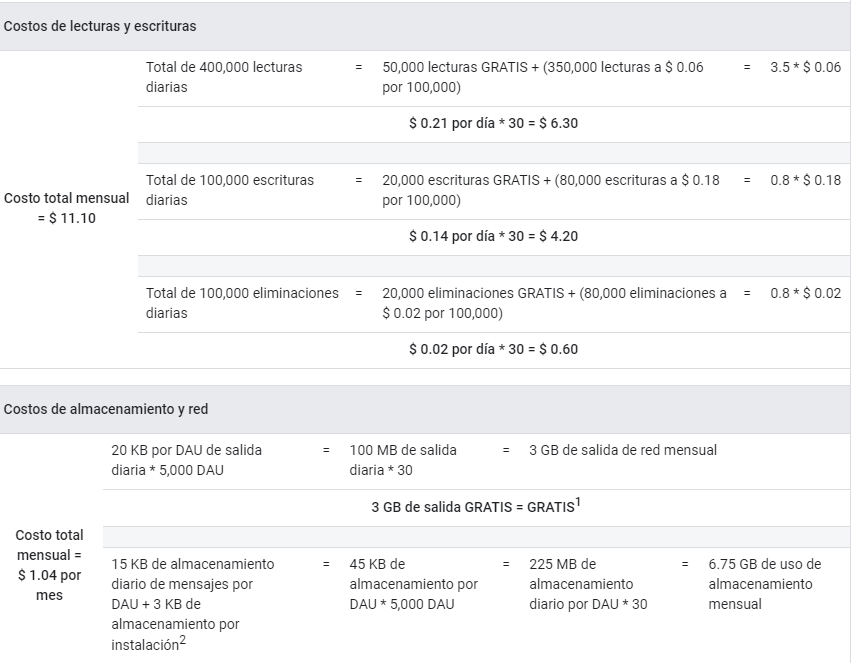 Costos de lecturas y escrituras
Total de 400,000 lecturas
diarias
=
50,000 lecturas GRATIS + (350,000 lecturas a $ 0.06
por 100,000)
=
3.5 * $ 0.06
$ 0.21 por día * 30 = $ 6.30
Costo total mensual
= $ 11.10
Total de 100,000 escrituras
diarias
=
20,000 escrituras GRATIS + (80,000 escrituras a $ 0.18
por 100,000)
=
0.8 * $ 0.18
$ 0.14 por día * 30 = $ 4.20
Total de 100,000 eliminaciones
diarias
=
20,000 eliminaciones GRATIS + (80,000 eliminaciones a
$ 0.02 por 100,000)
=
0.8 * $ 0.02
$ 0.02 por día * 30 = $ 0.60
Costos de almacenamiento y red
20 KB por DAU de salida
diaria * 5,000 DAU
=
100 MB de salida
diaria * 30
=
3 GB de salida de red mensual
3 GB de salida GRATIS = GRATIS1
Costo total
mensual =
$ 1.04 por
mes
15 KB de almacenamiento
diario de mensajes por
DAU + 3 KB de
almacenamiento por
instalación2
=
45 KB de
almacenamiento por
DAU * 5,000 DAU
=
225 MB de
almacenamiento
diario por DAU * 30
=
6.75 GB de uso de
almacenamiento
mensual